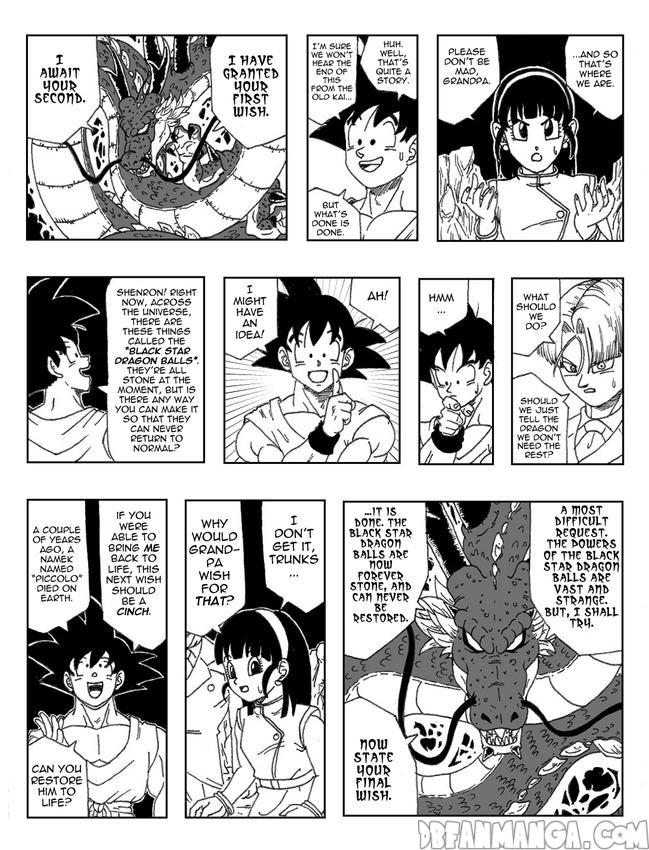 ...AND SO
THAT'S
WHERE
WE ARE.
PLEASE
DON'T BE
MAD,
GRANDPA.
HUH.
WELL,
THAT'S
QUITE A
STORY.
I'M SURE
WE WON'T
HEAR THE
END OF
THIS
FROM THE
OLD KAI...
BUT
WHAT'S
DONE IS
DONE.
I HAVE
GRANTED
YOUR
FIRST
WISH.
I
AWAIT
YOUR
SECOND.
WHAT
SHOULD
WE
DO?
SHOULD
WE JUST
TELL THE
DRAGON
WE DON'T
NEED THE
REST?
HMM
...
AH!
I
MIGHT
HAVE
AN
IDEA!
SHENRON! RIGHT
NOW, ACROSS
THE UNIVERSE,
THERE ARE
THESE THINGS
CALLED THE
"BLACK STAR
DRAGON BALLS".
THEY'RE ALL
STONE AT THE
MOMENT, BUT IS
THERE ANY WAY
YOU CAN MAKE IT
SO THAT THEY
CAN NEVER
RETURN TO
NORMAL?
A MOST
DIFFICULT
REQUEST.
THE POWERS
OF THE BLACK
STAR DRAGON
BALLS ARE
VAST AND
STRANGE.
BUT, I SHALL
TRY.
...IT IS
DONE. THE
BLACK STAR
DRAGON
BALLS ARE
NOW
FOREVER
STONE, AND
CAN NEVER
BE
RESTORED.
NOW
STATE
YOUR
FINAL
WISH.
I
DON'T
GET IT,
TRUNKS
...
WHY
WOULD
GRAND-
PA
WISH
FOR
THAT?
IF YOU
WERE
ABLE TO
BRING ME
BACK TO
LIFE, THIS
NEXT WISH
SHOULD
BE A
CINCH.
A COUPLE
OF YEARS
AGO, A
NAMEK
NAMED
"PICCOLO"
DIED ON
EARTH.
CAN YOU
RESTORE
HIM TO
LIFE?
DBFANMANGA.COM